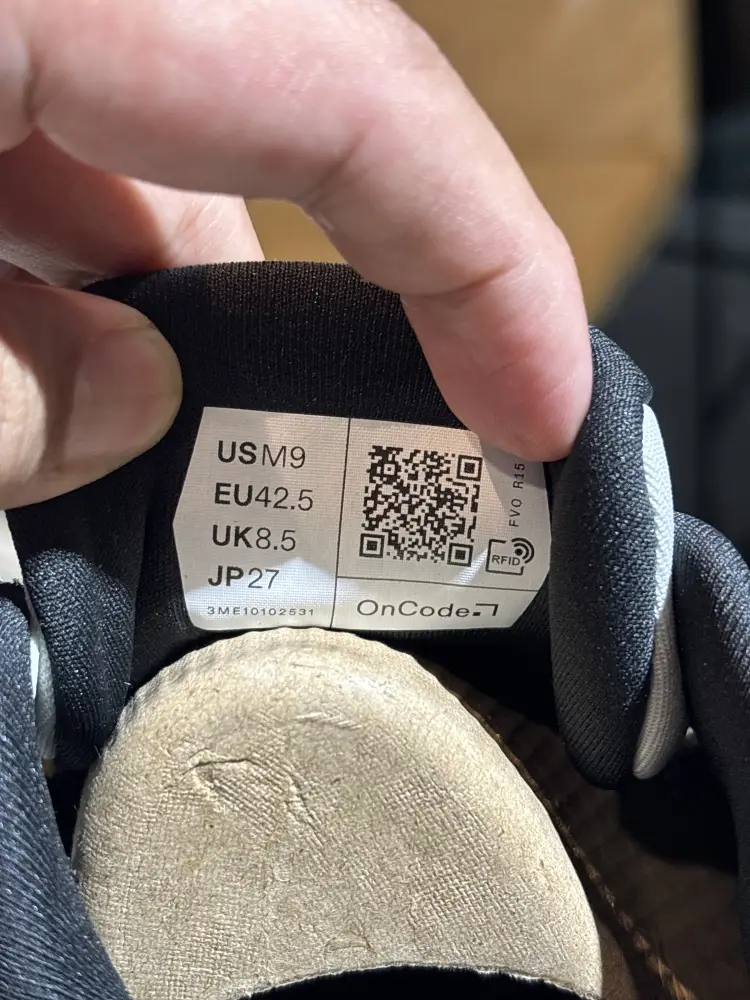 USM9
EU42.5
UK8.5
JP27
3ME10102531
FVO R15
RFID
OnCode